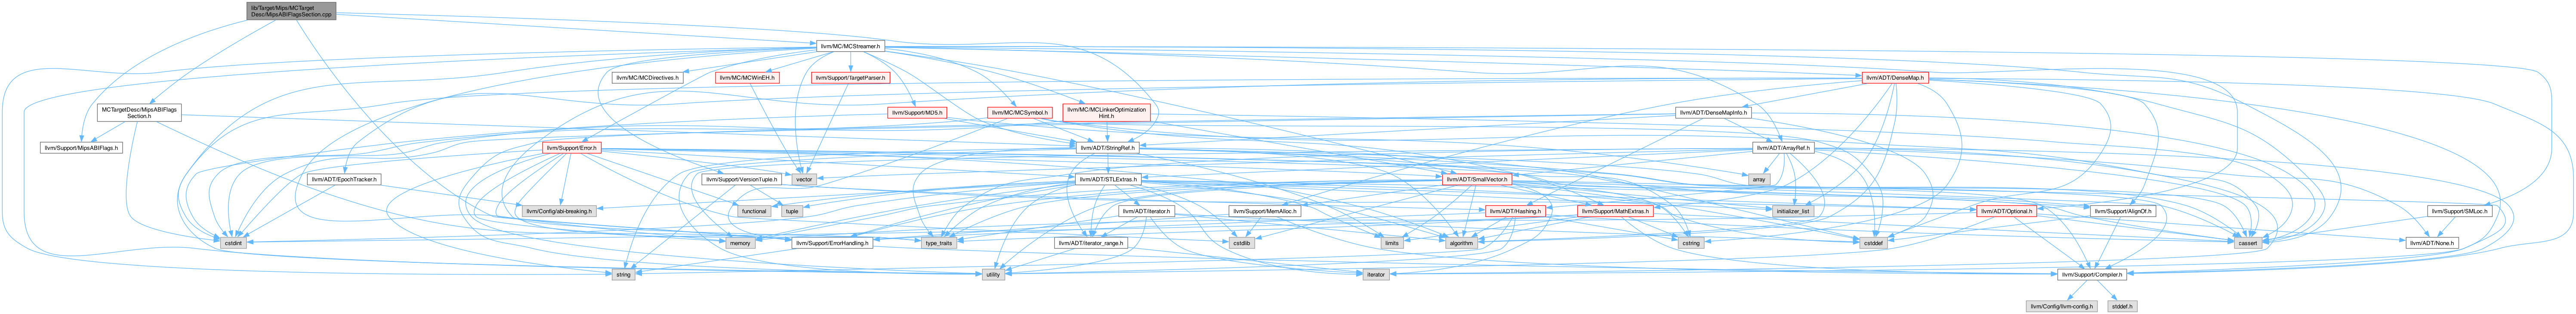 lib/Target/Mips/MCTarget
Desc/MipsABIFlagsSection.cpp
llvm/MC/MCStreamer.h
llvm/MC/MCDirectives.h
llvm/MC/MCWinEH.h
llvm/Support/TargetParser.h
llvm/ADT/DenseMap.h
MCTargetDesc/MipsABIFlags
Section.h
llvm/Support/MD5.h
llvm/MC/MCSymbol.h
llvm/MC/MCLinkerOptimization
Hint.h
llvm/ADT/DenseMapInfo.h
llvm/Support/MipsABIFlags.h
llvm/Support/Error.h
llvm/ADT/StringRef.h
llvm/ADT/ArrayRef.h
llvm/ADT/EpochTracker.h
llvm/Support/VersionTuple.h
vector
llvm/ADT/STLExtras.h
llvm/ADT/SmallVector.h
array
llvm/Config/abi-breaking.h
functional
tuple
llvm/ADT/iterator.h
llvm/Support/MemAlloc.h
llvm/ADT/Hashing.h
llvm/Support/MathExtras.h
initializer_list
llvm/ADT/Optional.h
llvm/Support/AlignOf.h
llvm/Support/SMLoc.h
cstdint
memory
llvm/Support/ErrorHandling.h
type_traits
cstdlib
llvm/ADT/iterator_range.h
limits
algorithm
cstring
cstddef
cassert
llvm/ADT/None.h
string
utility
iterator
llvm/Support/Compiler.h
llvm/Config/llvm-config.h
stddef.h